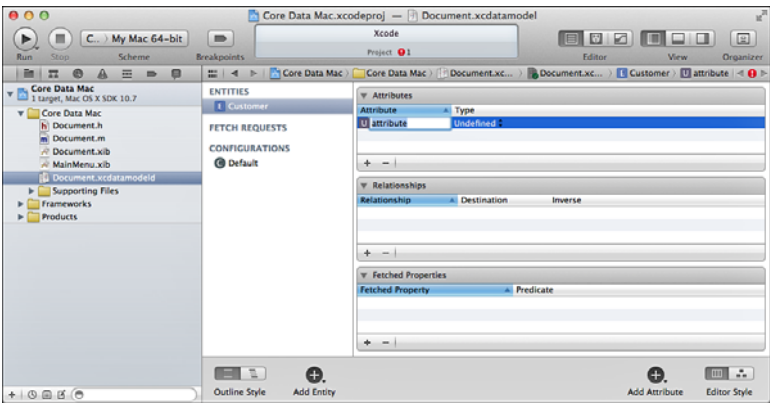 Core Data Mac.xcodeproj — Document.xcdatamodel
C... My Mac 64-bit
Xcode
Project 1
Run Stop Scheme Breakpoints Editor View Organizer
Core Data Mac Core Data Mac Document.xc... Document.xc... Customer attribute
Core Data Mac
1 target, Mac OS X SDK 10.7
Core Data Mac
Document.h
Document.m
Document.xib
MainMenu.xib
Document.xcdatamodeld
Supporting Files
Frameworks
Products
ENTITIES
E Customer
FETCH REQUESTS
CONFIGURATIONS
C Default
Attributes
Attribute Type
U attribute Undefined
+ −
Relationships
Relationship Destination Inverse
+ −
Fetched Properties
Fetched Property Predicate
+ −
Outline Style Add Entity Add Attribute Editor Style